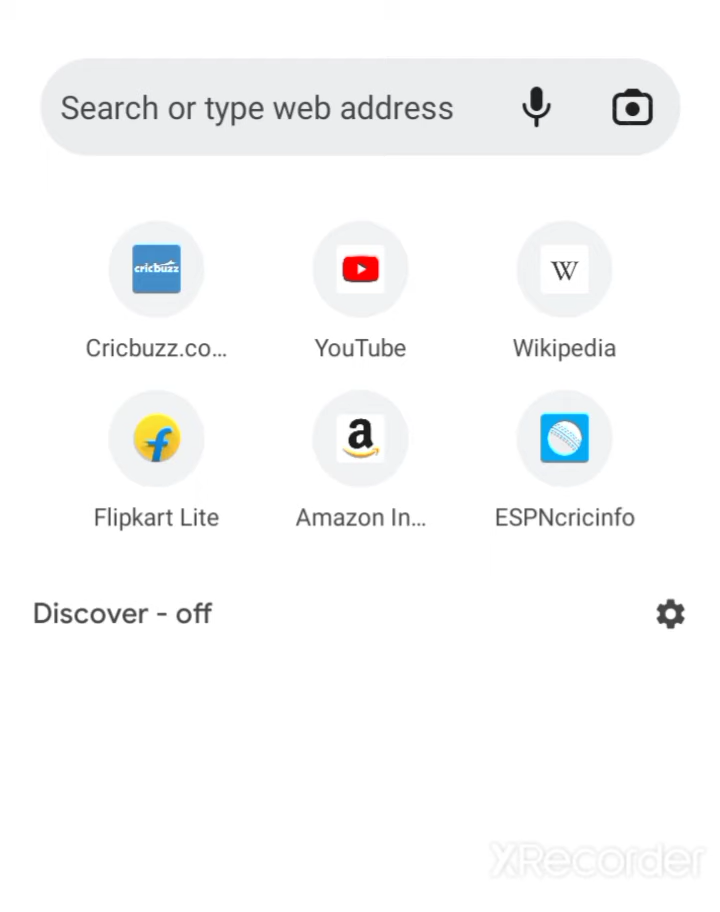 Search or type web address
cricbuzz
W
Cricbuzz.co... YouTube Wikipedia
f a
Flipkart Lite Amazon In... ESPNcricinfo
Discover - off
XRecorder